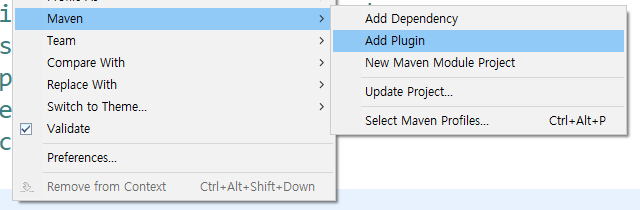 Maven
Team
Compare With
Replace With
Switch to Theme...
Validate
Preferences...
Remove from Context Ctrl+Alt+Shift+Down
Add Dependency
Add Plugin
New Maven Module Project
Update Project...
Select Maven Profiles... Ctrl+Alt+P